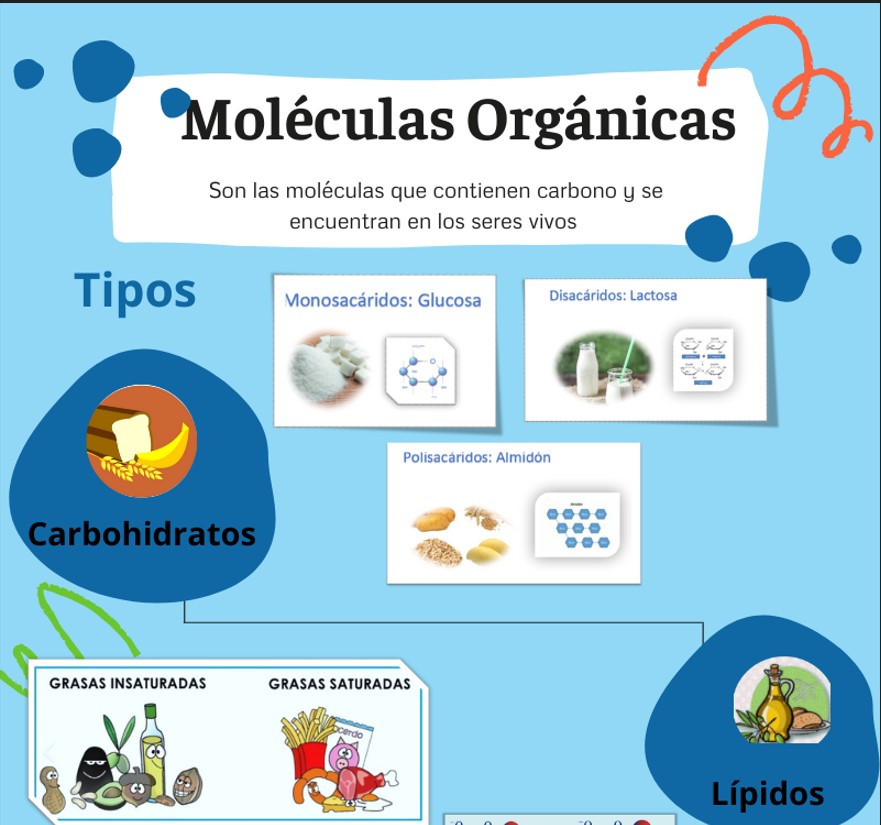 Moléculas Orgánicas
Son las moléculas que contienen carbono y se
encuentran en los seres vivos
Tipos
Monosacáridos: Glucosa
Disacáridos: Lactosa
Polisacáridos: Almidón
Carbohidratos
GRASAS INSATURADAS
GRASAS SATURADAS
cerdo
Lípidos